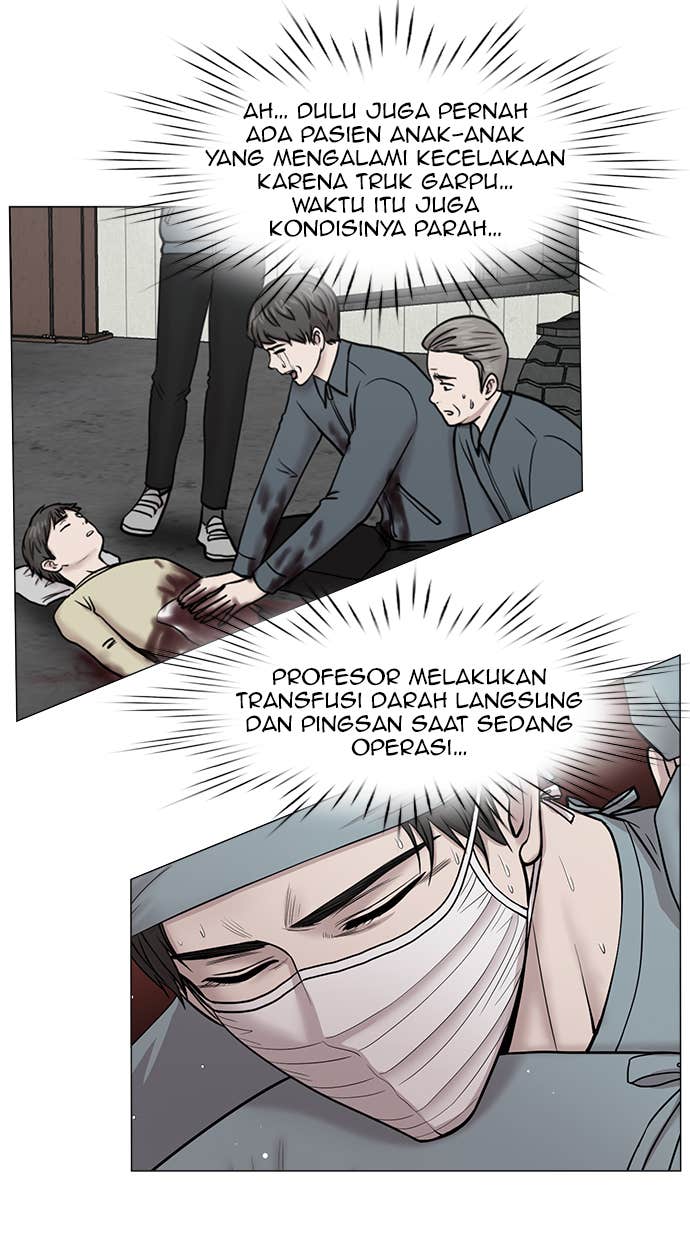 AH... DULU JUGA PERNAH
ADA PASIEN ANAK-ANAK
YANG MENGALAMI KECELAKAAN
KARENA TRUK GARPU...
WAKTU ITU JUGA
KONDISINYA PARAH...
PROFESOR MELAKUKAN
TRANSFUSI DARAH LANGSUNG
DAN PINGSAN SAAT SEDANG
OPERASI...